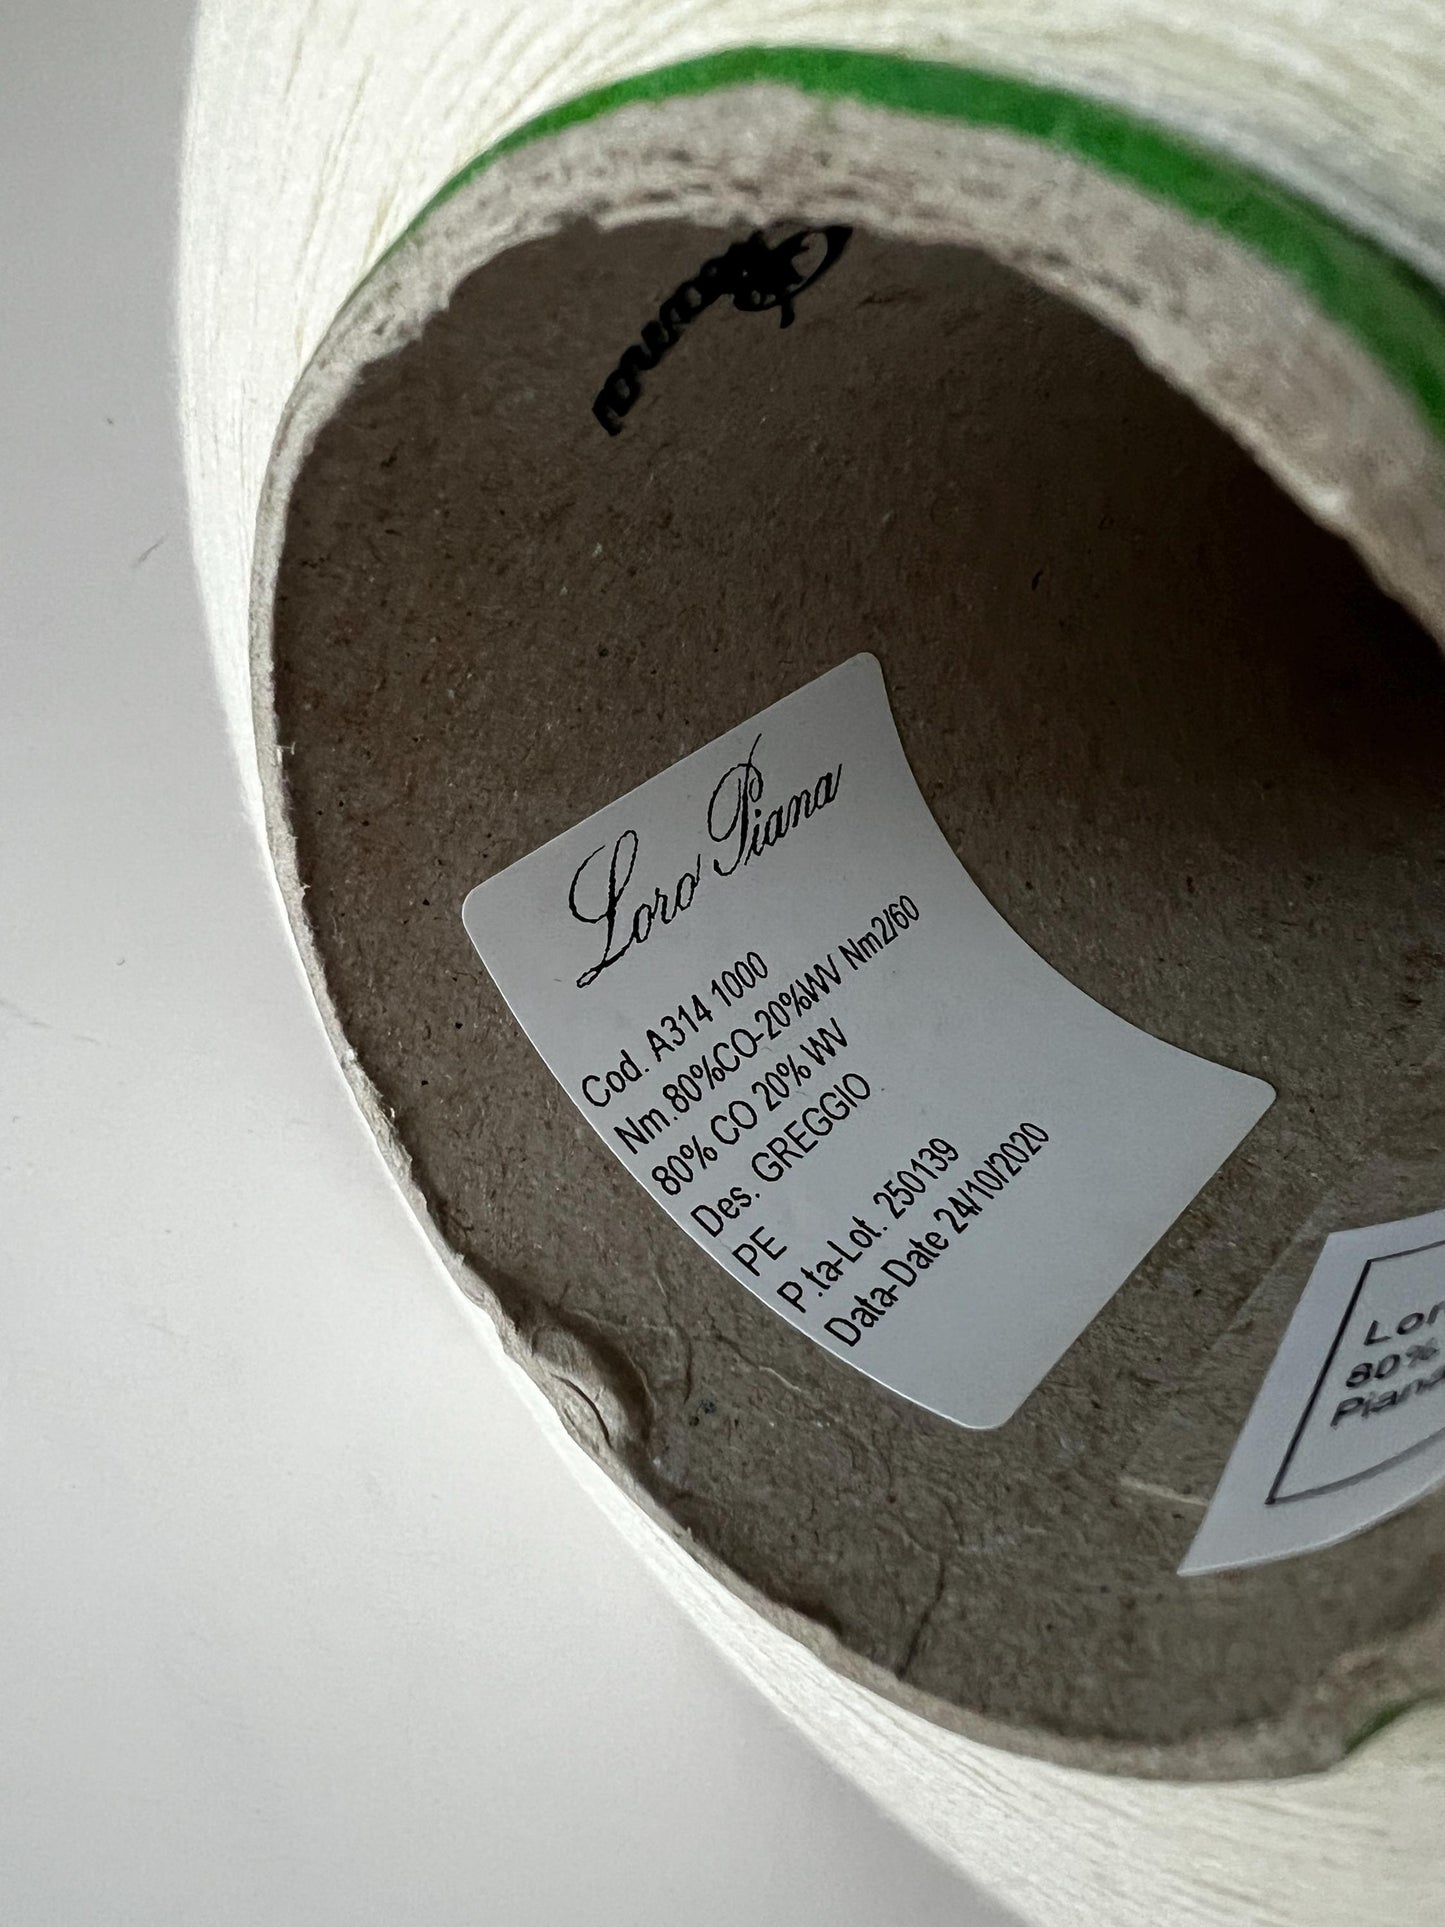 Loro Piana
Cod. A314 1000
Nm.80%CO-20%WV Nm2/60
80% CO 20% WV
Des. GREGGIO
PE
P.ta-Lot. 250139
Data-Date 24/10/2020
80%